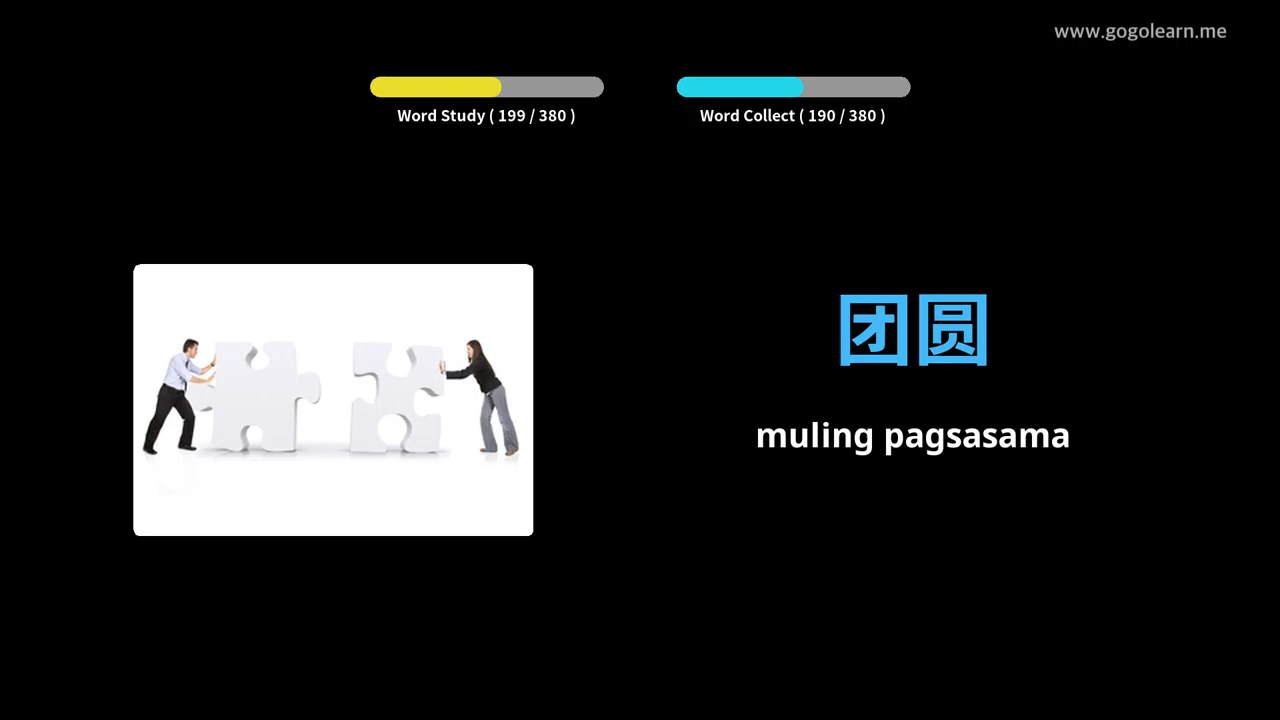 www.gogolearn.me
Word Study ( 199 / 380 )
Word Collect ( 190 / 380 )
团圆
muling pagsasama